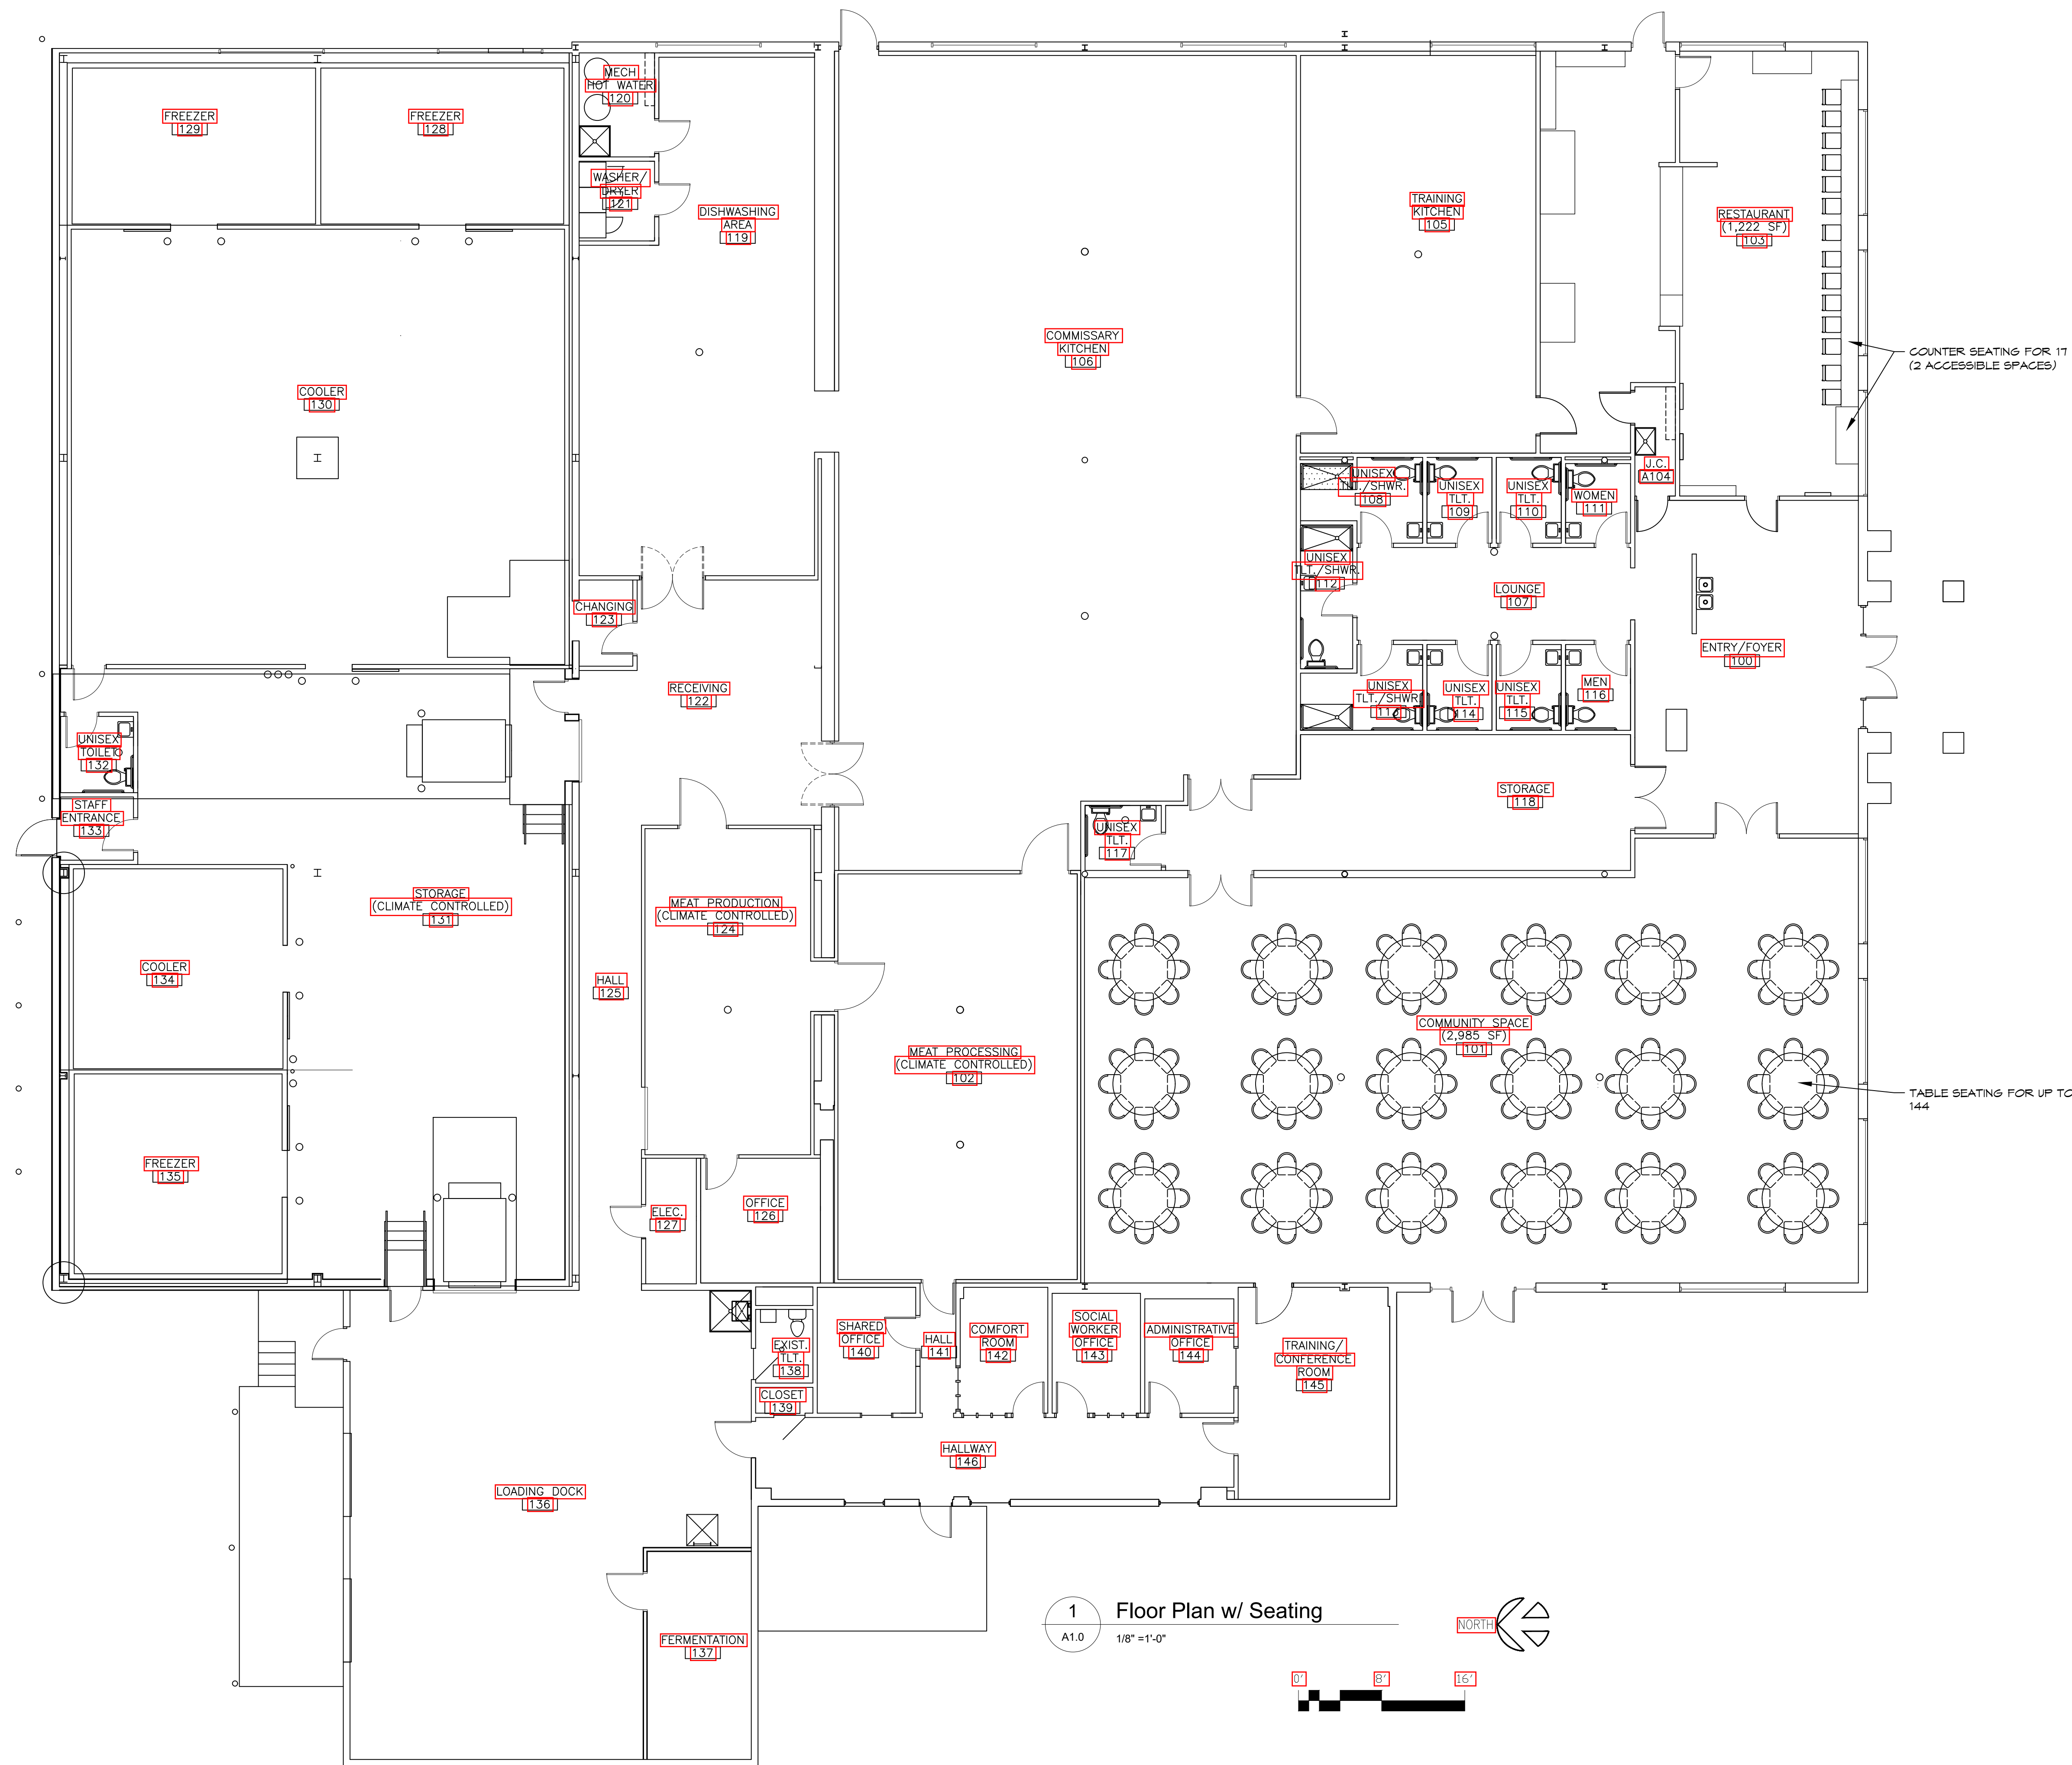 MECH
HOT WATER
120
FREEZER
129
FREEZER
128
WASHER/
DRYER
121
DISHWASHING
AREA
119
TRAINING
KITCHEN
105
RESTAURANT
(1,222 SF)
103
COMMISSARY
KITCHEN
106
COUNTER SEATING FOR 17
(2 ACCESSIBLE SPACES)
COOLER
130
J.C.
A104
UNISEX
TLT./SHWR.
108
UNISEX
TLT.
109
UNISEX
TLT.
110
WOMEN
111
UNISEX
TLT./SHWR.
112
LOUNGE
107
CHANGING
123
ENTRY/FOYER
100
RECEIVING
122
UNISEX
TLT./SHWR.
113
UNISEX
TLT.
114
UNISEX
TLT.
115
MEN
116
UNISEX
TOILET
132
STORAGE
118
STAFF
ENTRANCE
133
UNISEX
TLT.
117
STORAGE
(CLIMATE CONTROLLED)
131
MEAT PRODUCTION
(CLIMATE CONTROLLED)
124
COOLER
134
HALL
125
COMMUNITY SPACE
(2,985 SF)
101
MEAT PROCESSING
(CLIMATE CONTROLLED)
102
TABLE SEATING FOR UP TO
144
FREEZER
135
OFFICE
126
ELEC.
127
EXIST.
TLT.
138
SHARED
OFFICE
140
HALL
141
COMFORT
ROOM
142
SOCIAL
WORKER
OFFICE
143
ADMINISTRATIVE
OFFICE
144
TRAINING/
CONFERENCE
ROOM
145
CLOSET
139
HALLWAY
146
LOADING DOCK
136
FERMENTATION
137
1
A1.0
Floor Plan w/ Seating
1/8" =1'-0"
NORTH
0'
8'
16'